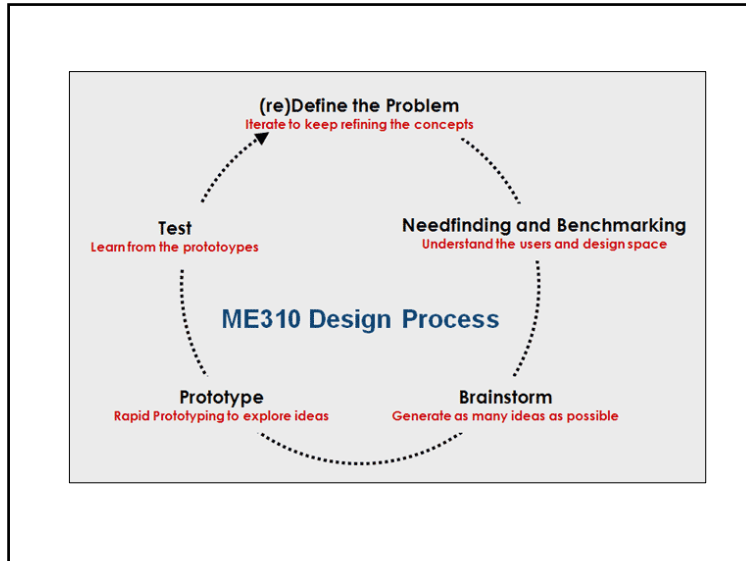 (re)Define the Problem
Iterate to keep refining the concepts
Needfinding and Benchmarking
Understand the users and design space
Brainstorm
Generate as many ideas as possible
Prototype
Rapid Prototyping to explore ideas
Test
Learn from the prototoypes
ME310 Design Process